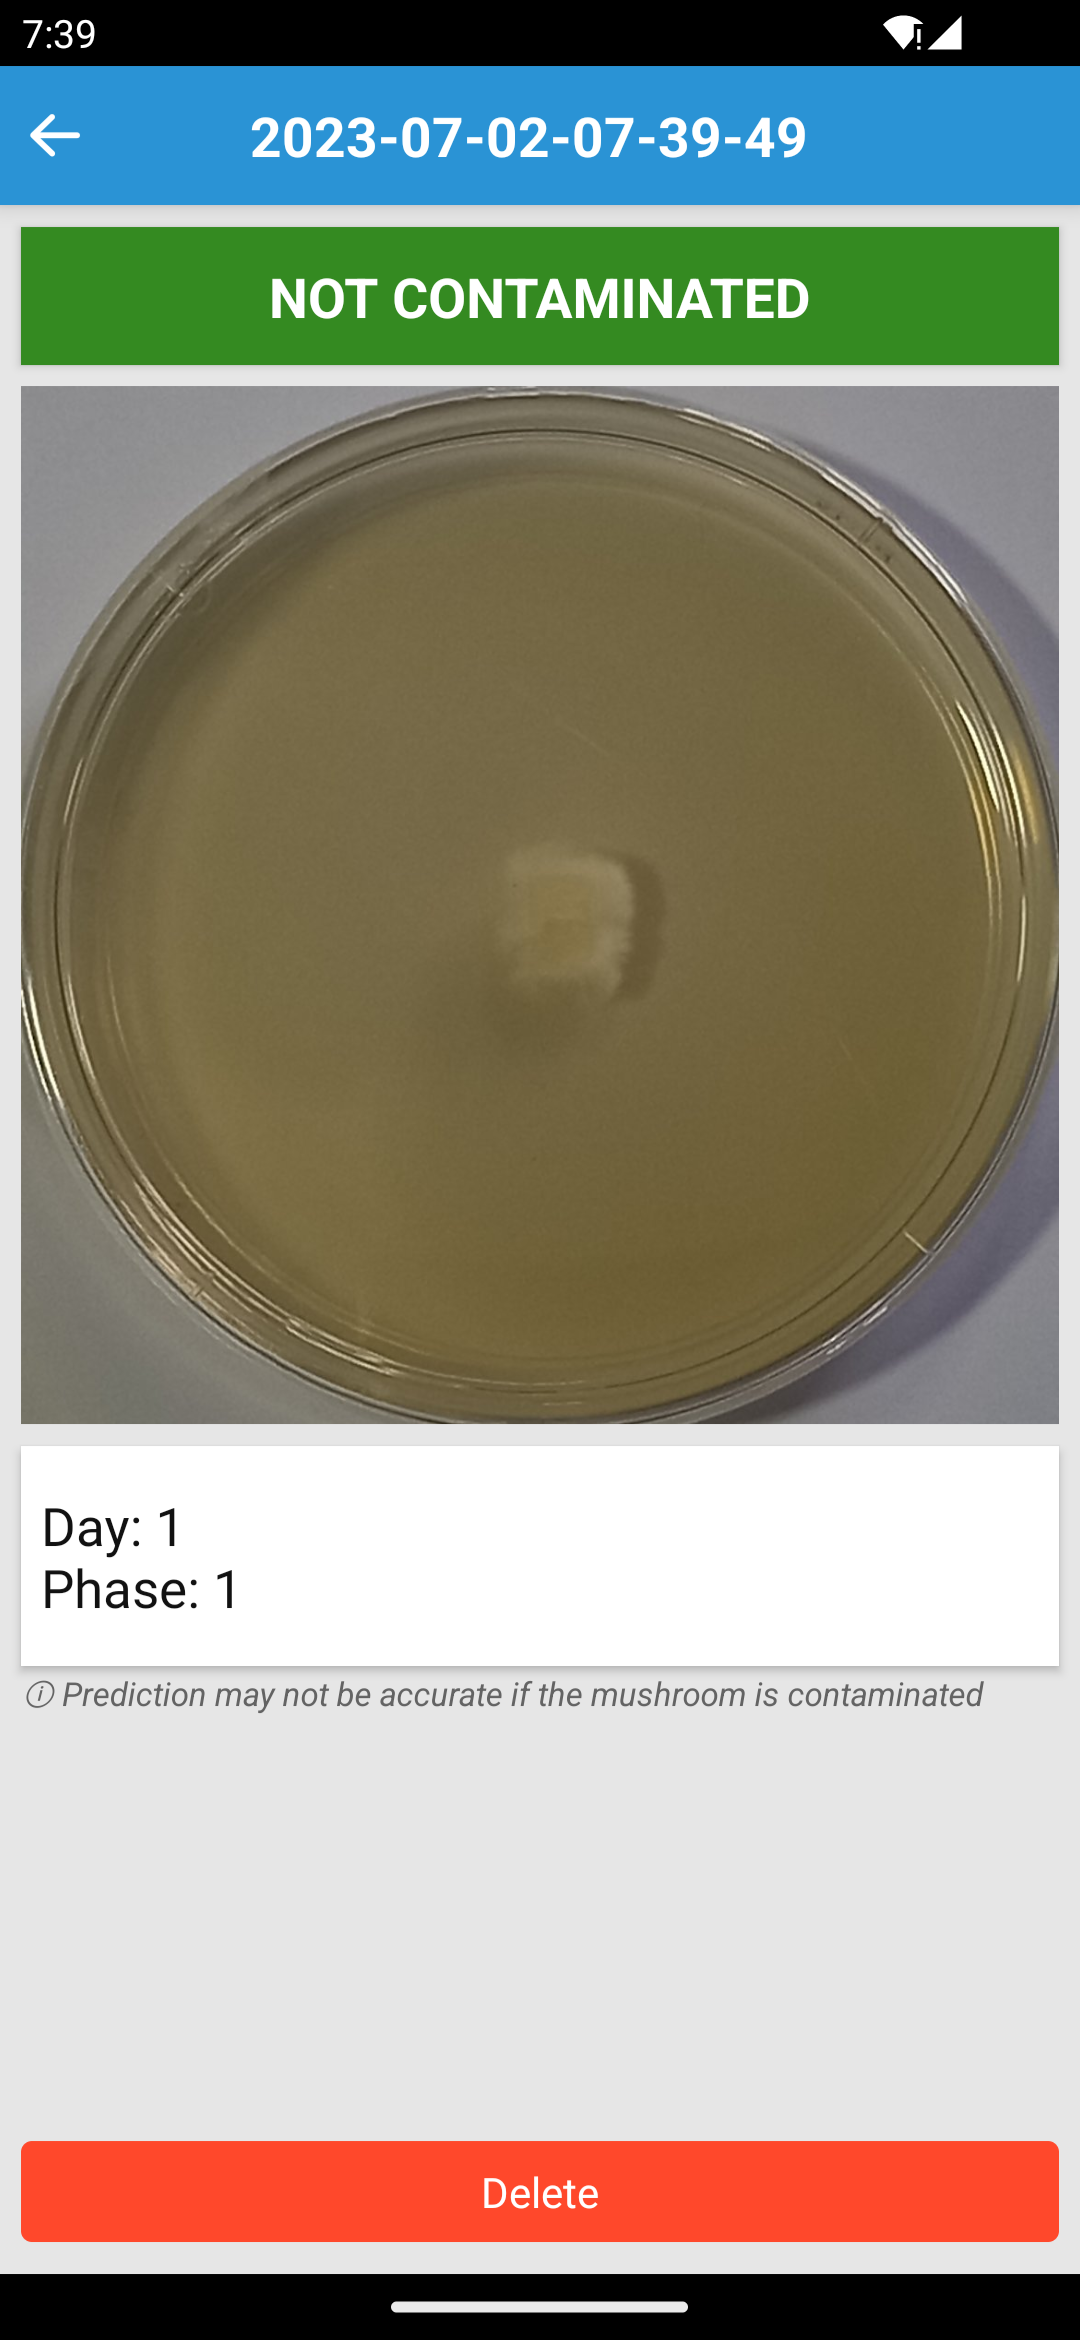 7:39
2023-07-02-07-39-49
NOT CONTAMINATED
Day: 1
Phase: 1
ⓘ Prediction may not be accurate if the mushroom is contaminated
Delete